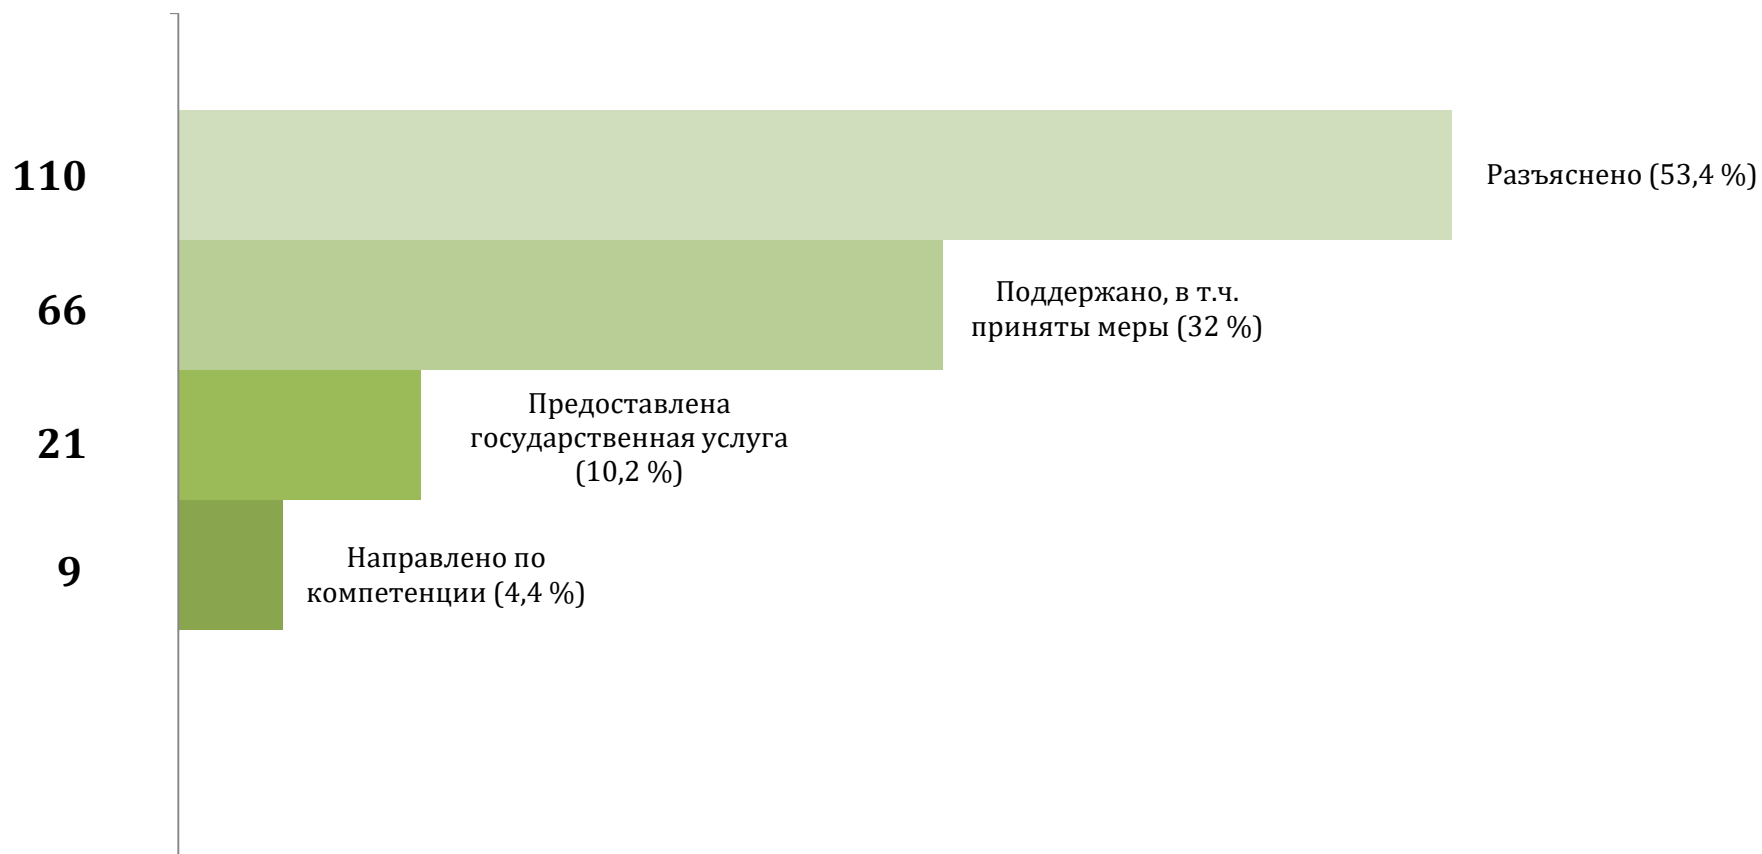 110
Разъяснено (53,4 %)
66
Поддержано, в т.ч.
приняты меры (32 %)
21
Предоставлена
государственная услуга
(10,2 %)
9
Направлено по
компетенции (4,4 %)